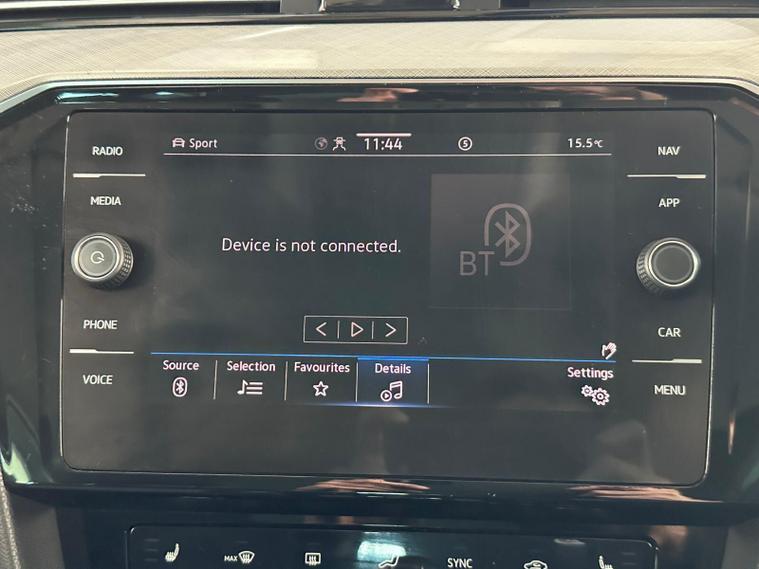 RADIO
MEDIA
PHONE
VOICE
Sport
11:44
5
15.5°C
Device is not connected.
BT
Source
Selection
Favourites
Details
Settings
NAV
APP
CAR
MENU
MAX
SYNC